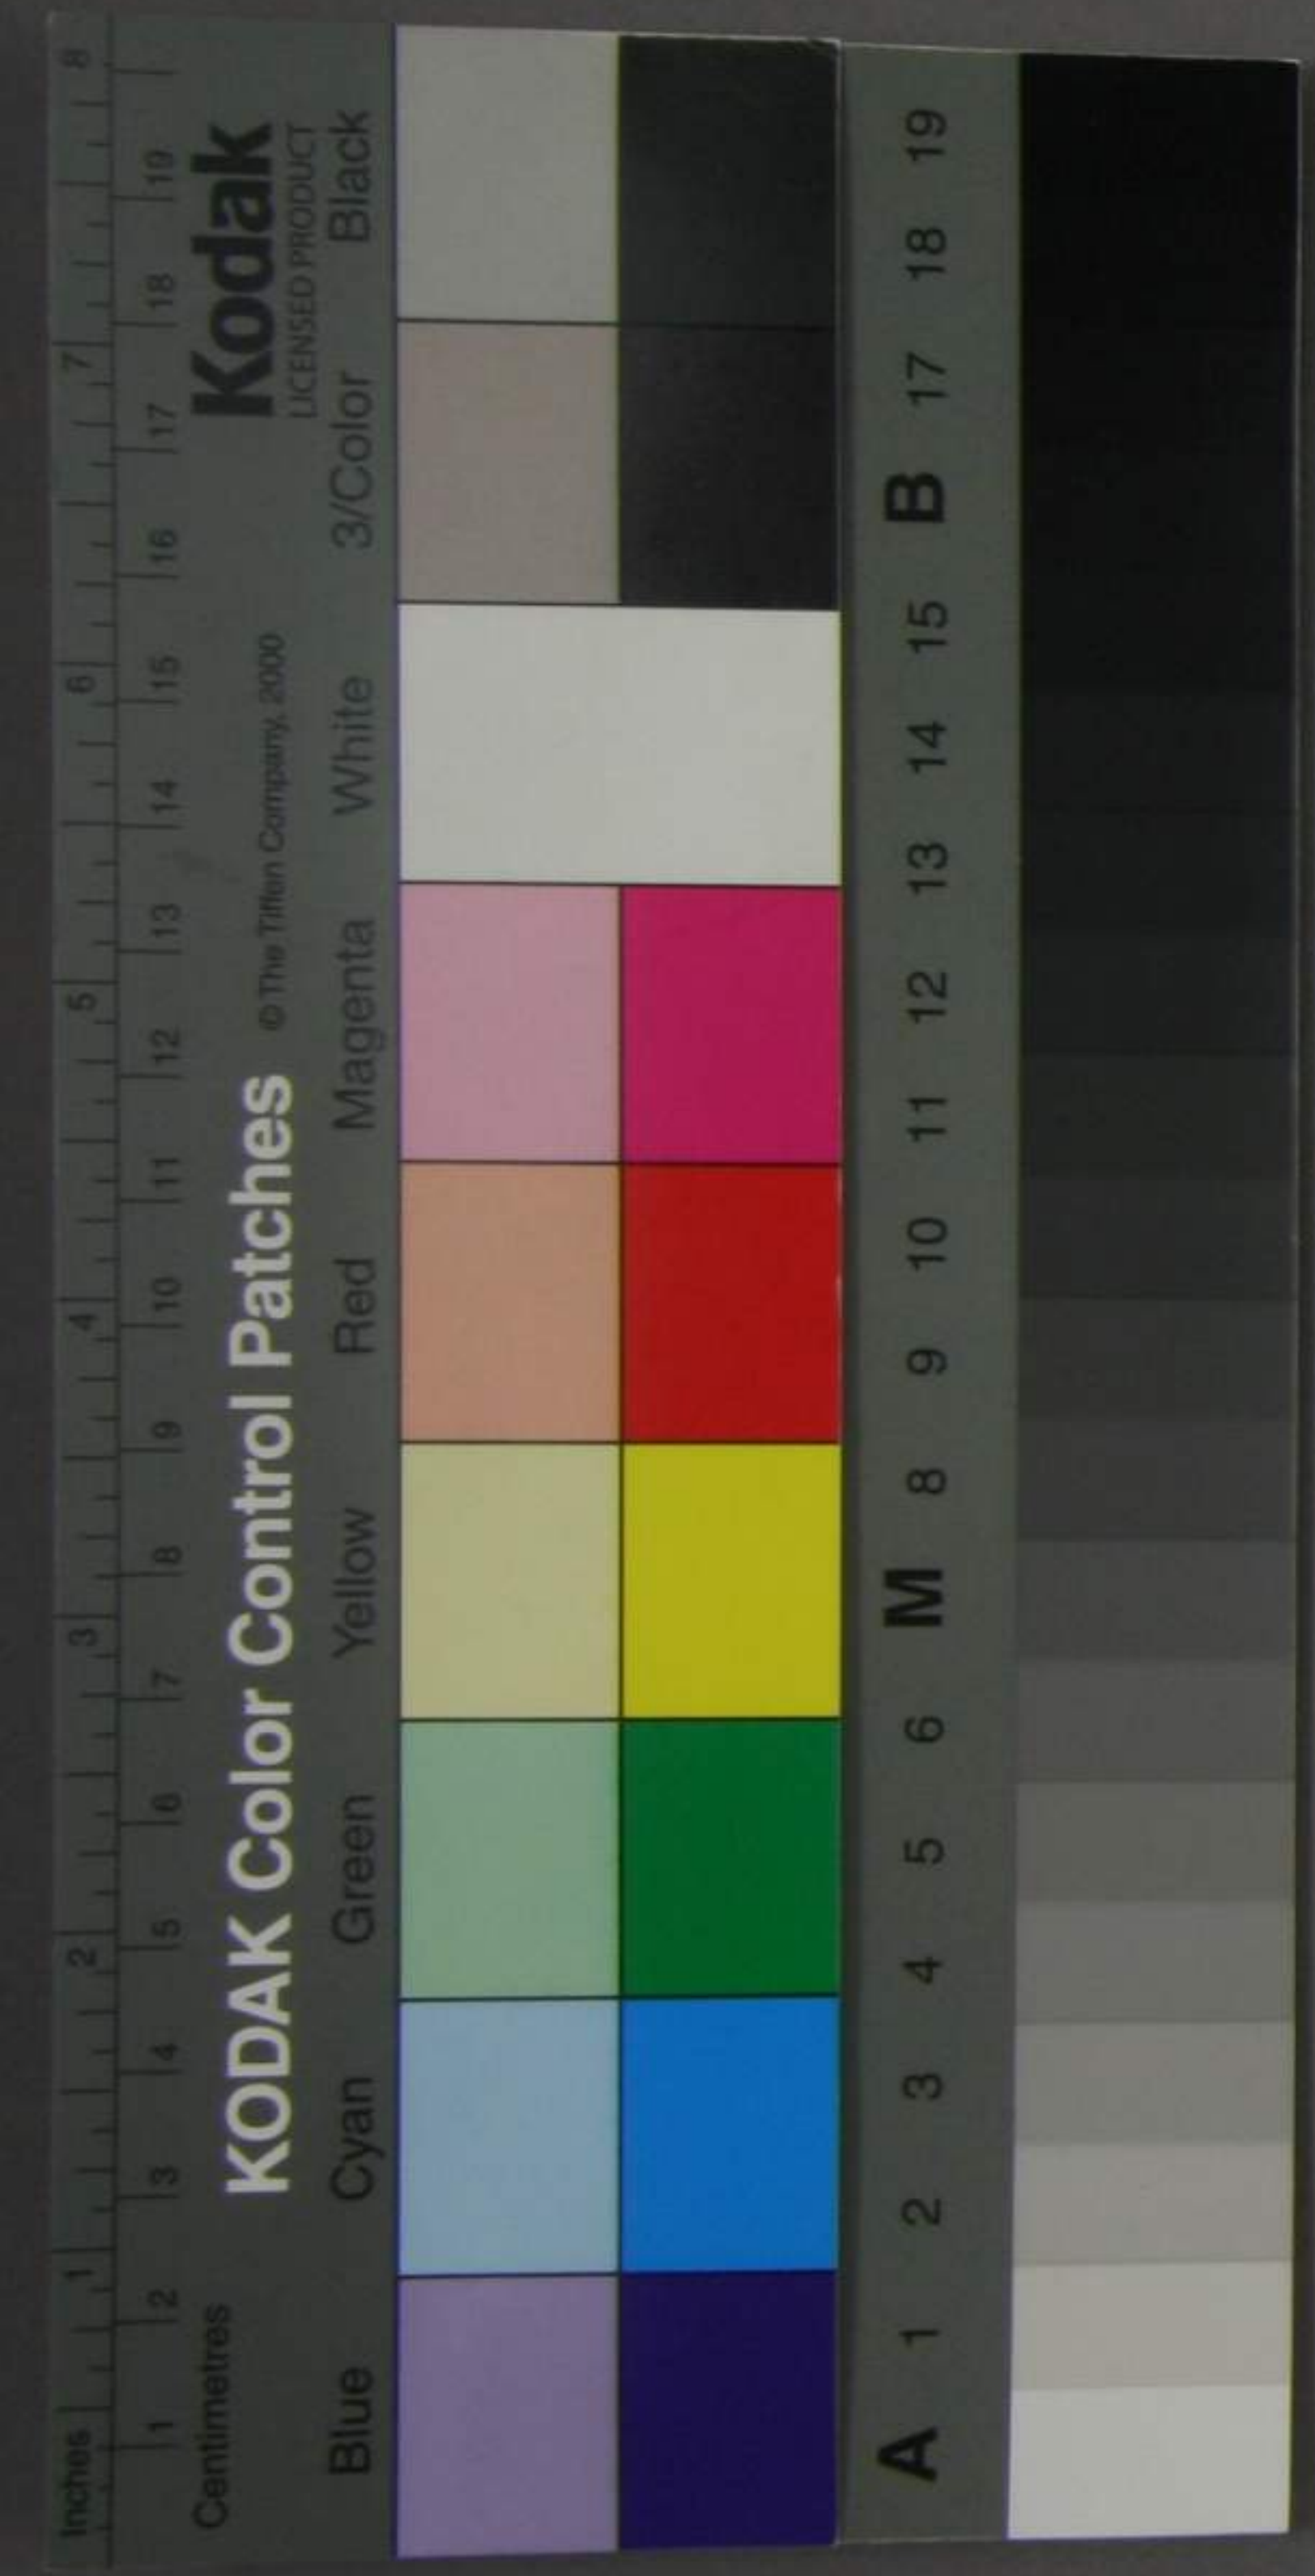 Inches 1 2 3 4 5 6 7 8
Centimetres 1 2 3 4 5 6 7 8 9 10 11 12 13 14 15 16 17 18 19
KODAK Color Control Patches © The Tiffen Company, 2000 Kodak
LICENSED PRODUCT
Blue Cyan Green Yellow Red Magenta White 3/Color Black
A 1 2 3 4 5 6 M 8 9 10 11 12 13 14 15 B 17 18 19